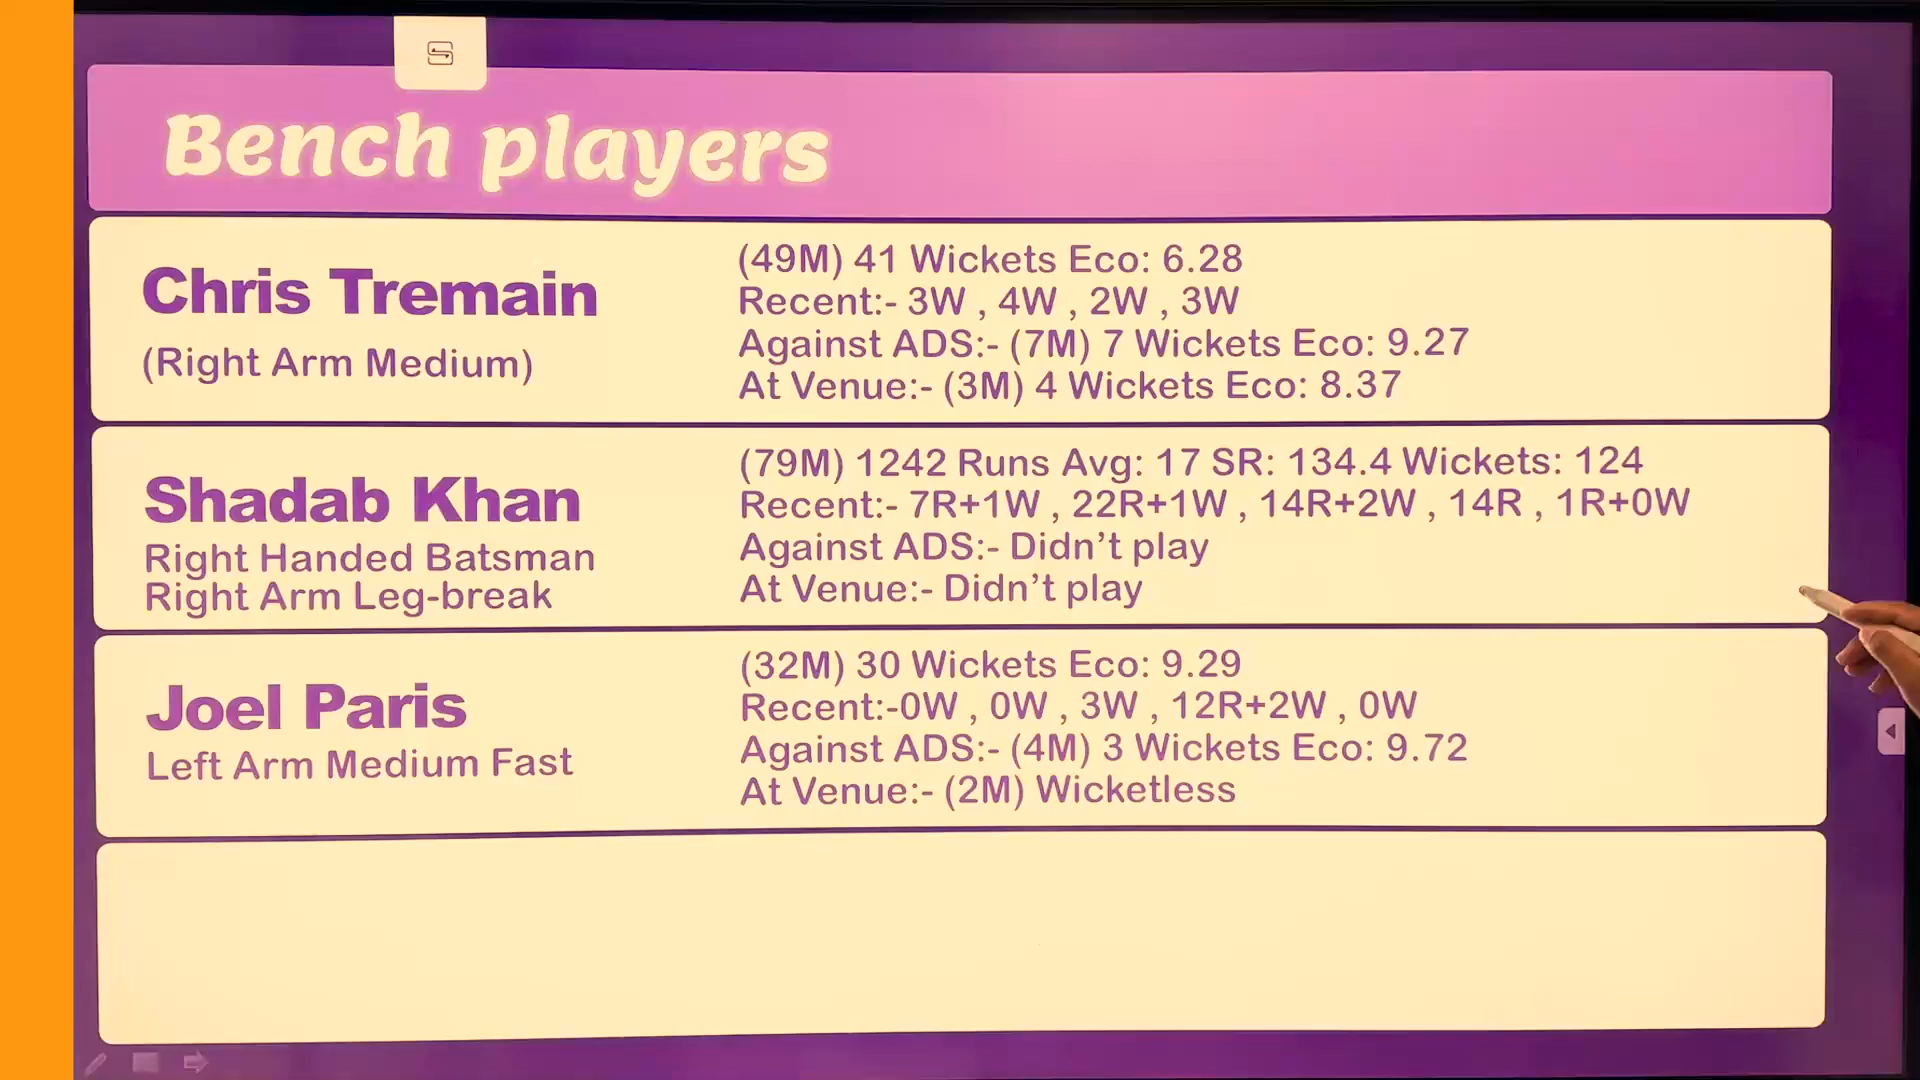 Bench players
Chris Tremain
(Right Arm Medium)
(49M) 41 Wickets Eco: 6.28
Recent:- 3W , 4W , 2W , 3W
Against ADS:- (7M) 7 Wickets Eco: 9.27
At Venue:- (3M) 4 Wickets Eco: 8.37
Shadab Khan
Right Handed Batsman
Right Arm Leg-break
(79M) 1242 Runs Avg: 17 SR: 134.4 Wickets: 124
Recent:- 7R+1W , 22R+1W , 14R+2W , 14R , 1R+0W
Against ADS:- Didn’t play
At Venue:- Didn’t play
Joel Paris
Left Arm Medium Fast
(32M) 30 Wickets Eco: 9.29
Recent:-0W , 0W , 3W , 12R+2W , 0W
Against ADS:- (4M) 3 Wickets Eco: 9.72
At Venue:- (2M) Wicketless